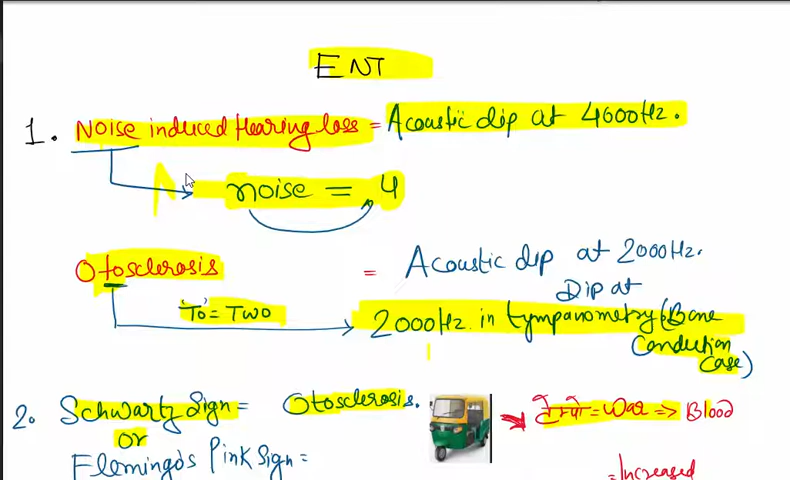 ENT
1. Noise induced Hearing loss = Acoustic dip at 4000Hz.
noise = 4
Otosclerosis = Acoustic dip at 2000Hz.
'To' = Two
Dip at
2000Hz. in tympanometry (Bone
Conduction
Case)
2. Schwartz Sign = Otosclerosis.
= War ⇒ Blood
or
Flemingo's Pink Sign =
= Increased